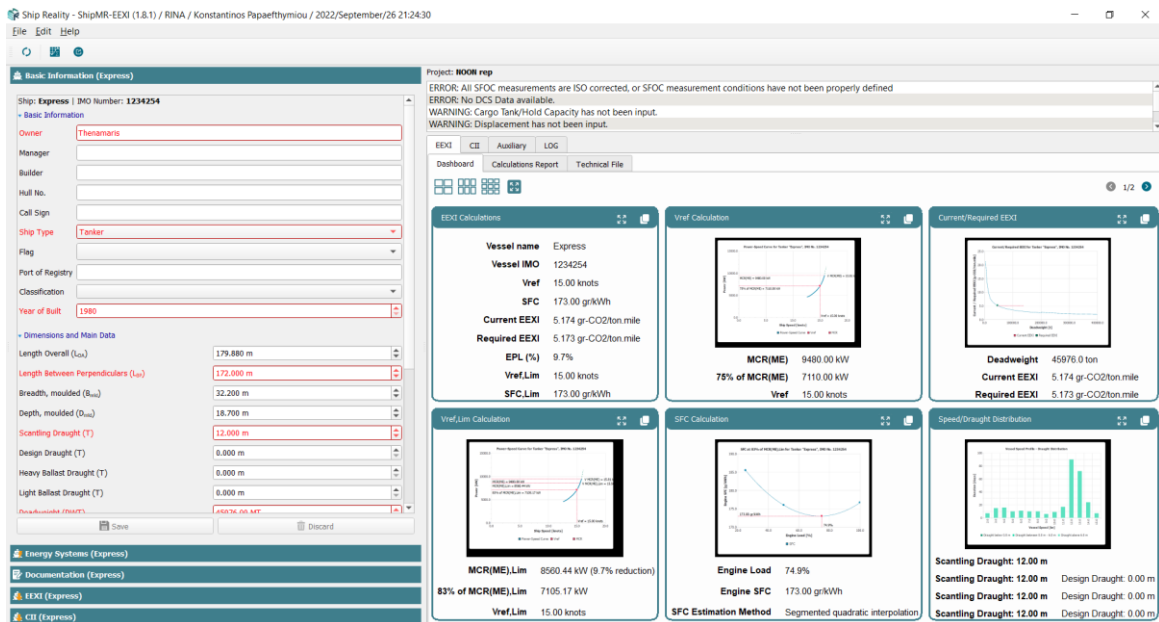 Ship Reality - ShipMR-EEXI (1.8.1) / RINA / Konstantinos Papaefthymiou / 2022/September/26 21:24:30
File Edit Help
Basic Information (Express)
Ship: Express | IMO Number: 1234254
Basic Information
Owner Thenamaris
Manager
Builder
Hull No.
Call Sign
Ship Type Tanker
Flag
Port of Registry
Classification
Year of Built 1980
Dimensions and Main Data
Length Overall (LOA) 179.880 m
Length Between Perpendiculars (LBP) 172.000 m
Breadth, moulded (Bmld) 32.200 m
Depth, moulded (Dmld) 18.700 m
Scantling Draught (T) 12.000 m
Design Draught (T) 0.000 m
Heavy Ballast Draught (T) 0.000 m
Light Ballast Draught (T) 0.000 m
Deadweight (DWT) 45976.00 MT
Save Discard
Energy Systems (Express)
Documentation (Express)
EEXI (Express)
CII (Express)
Project: NOON rep
ERROR: All SFOC measurements are ISO corrected, or SFOC measurement conditions have not been properly defined
ERROR: No DCS Data available.
WARNING: Cargo Tank/Hold Capacity has not been input.
WARNING: Displacement has not been input.
EEXI CII Auxiliary LOG
Dashboard Calculations Report Technical File
1/2
EEXI Calculations
Vessel name Express
Vessel IMO 1234254
Vref 15.00 knots
SFC 173.00 gr/kWh
Current EEXI 5.174 gr-CO2/ton.mile
Required EEXI 5.173 gr-CO2/ton.mile
EPL (%) 9.7%
Vref,Lim 15.00 knots
SFC,Lim 173.00 gr/kWh
Vref Calculation
MCR(ME) 9480.00 kW
75% of MCR(ME) 7110.00 kW
Vref 15.00 knots
Current/Required EEXI
Deadweight 45976.0 ton
Current EEXI 5.174 gr-CO2/ton.mile
Required EEXI 5.173 gr-CO2/ton.mile
Vref,Lim Calculation
MCR(ME),Lim 8560.44 kW (9.7% reduction)
83% of MCR(ME),Lim 7105.17 kW
Vref,Lim 15.00 knots
SFC Calculation
Engine Load 74.9%
Engine SFC 173.00 gr/kWh
SFC Estimation Method Segmented quadratic interpolation
Speed/Draught Distribution
Scantling Draught: 12.00 m
Scantling Draught: 12.00 m Design Draught: 0.00 m
Scantling Draught: 12.00 m Design Draught: 0.00 m
Scantling Draught: 12.00 m Design Draught: 0.00 m